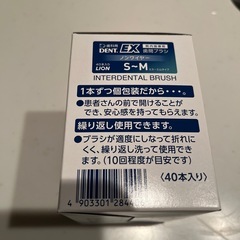 DENT. EX 歯間ブラシ
ノンワイヤー
LION S~M
INTERDENTAL BRUSH
1本ずつ個包装だから…。
●患者さんの前で開けることがで
き、安心感を持ってもらえます。
繰り返し使用できます。
●ブラシが適度にしなって折れに
くく、繰り返し洗って使用できま
す。(10回程度が目安です)
〈40本入り〉
4 903301 284